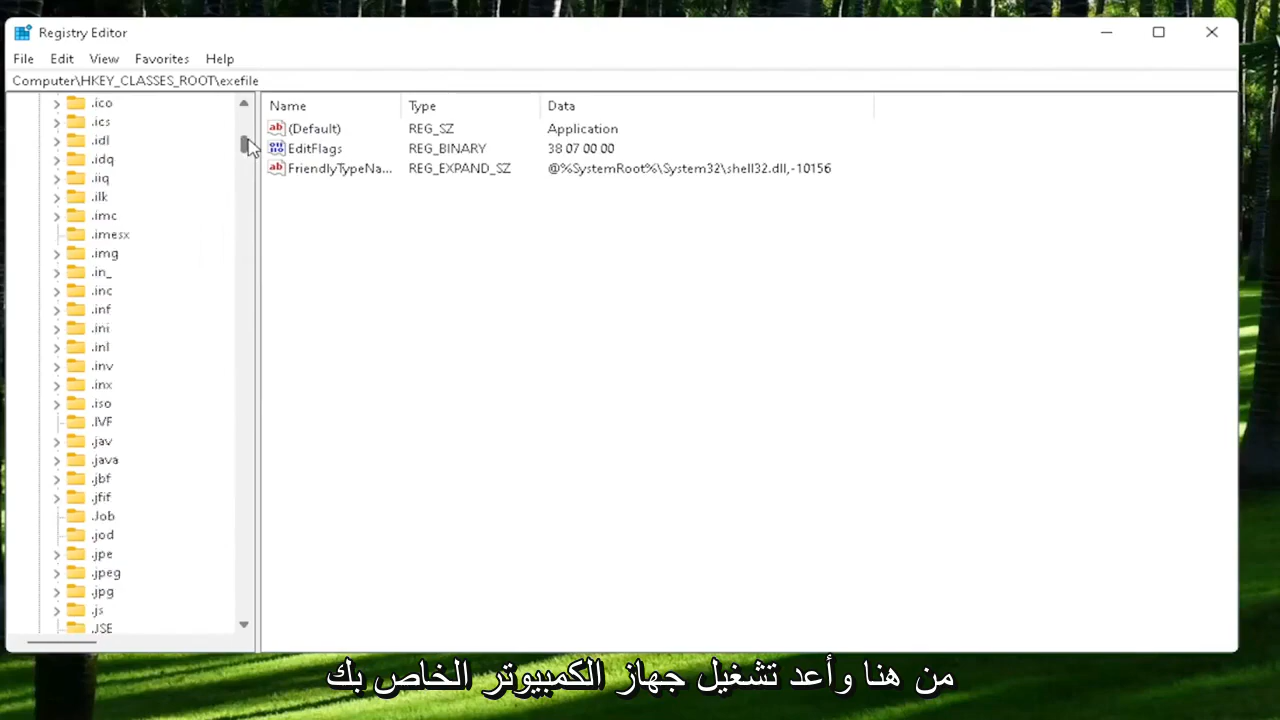 Registry Editor
File Edit View Favorites Help
Computer\HKEY_CLASSES_ROOT\exefile
.ico
.ics
.idl
.idq
.iiq
.ilk
.imc
.imesx
.img
.in_
.inc
.inf
.ini
.inl
.inv
.inx
.iso
.IVF
.jav
.java
.jbf
.jfif
.Job
.jod
.jpe
.jpeg
.jpg
.js
.JSE
Name Type Data
(Default) REG_SZ Application
EditFlags REG_BINARY 38 07 00 00
FriendlyTypeNa... REG_EXPAND_SZ @%SystemRoot%\System32\shell32.dll,-10156
من هنا وأعد تشغيل جهاز الكمبيوتر الخاص بك